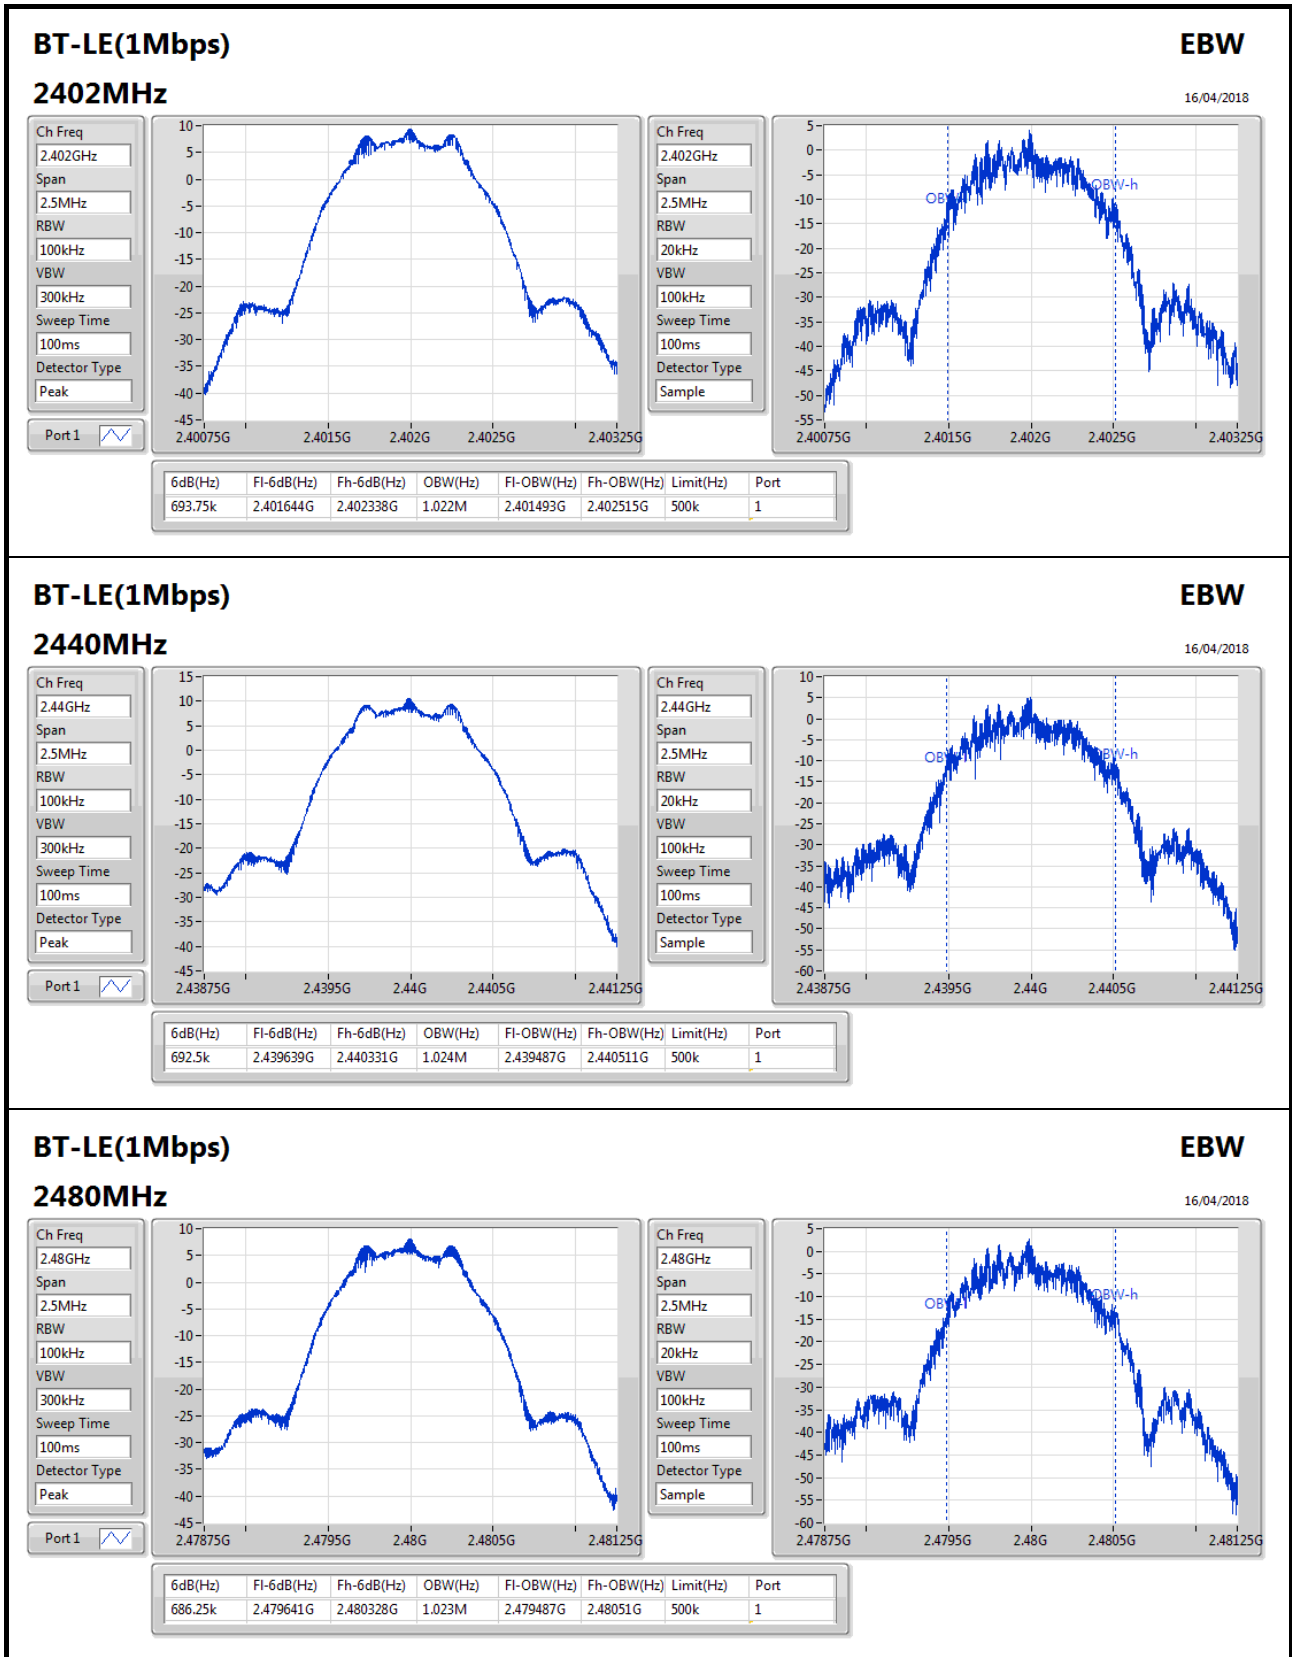 BT-LE(1Mbps) EBW
2402MHz 16/04/2018
Ch Freq
2.402GHz
Span
2.5MHz
RBW
100kHz
VBW
300kHz
Sweep Time
100ms
Detector Type
Peak
Port 1
10
5
0
-5
-10
-15
-20
-25
-30
-35
-40
-45
2.40075G 2.4015G 2.402G 2.4025G 2.40325G
Ch Freq
2.402GHz
Span
2.5MHz
RBW
20kHz
VBW
100kHz
Sweep Time
100ms
Detector Type
Sample
5
0
-5
-10
-15
-20
-25
-30
-35
-40
-45
-50
-55
OBW-h
2.40075G 2.4015G 2.402G 2.4025G 2.40325G
6dB(Hz) Fl-6dB(Hz) Fh-6dB(Hz) OBW(Hz) Fl-OBW(Hz) Fh-OBW(Hz) Limit(Hz) Port
693.75k 2.401644G 2.402338G 1.022M 2.401493G 2.402515G 500k 1
BT-LE(1Mbps) EBW
2440MHz 16/04/2018
Ch Freq
2.44GHz
Span
2.5MHz
RBW
100kHz
VBW
300kHz
Sweep Time
100ms
Detector Type
Peak
Port 1
15
10
5
0
-5
-10
-15
-20
-25
-30
-35
-40
-45
2.43875G 2.4395G 2.44G 2.4405G 2.44125G
Ch Freq
2.44GHz
Span
2.5MHz
RBW
20kHz
VBW
100kHz
Sweep Time
100ms
Detector Type
Sample
10
5
0
-5
-10
-15
-20
-25
-30
-35
-40
-45
-50
-55
-60
OBW-h
2.43875G 2.4395G 2.44G 2.4405G 2.44125G
6dB(Hz) Fl-6dB(Hz) Fh-6dB(Hz) OBW(Hz) Fl-OBW(Hz) Fh-OBW(Hz) Limit(Hz) Port
692.5k 2.439639G 2.440331G 1.024M 2.439487G 2.440511G 500k 1
BT-LE(1Mbps) EBW
2480MHz 16/04/2018
Ch Freq
2.48GHz
Span
2.5MHz
RBW
100kHz
VBW
300kHz
Sweep Time
100ms
Detector Type
Peak
Port 1
10
5
0
-5
-10
-15
-20
-25
-30
-35
-40
-45
2.47875G 2.4795G 2.48G 2.4805G 2.48125G
Ch Freq
2.48GHz
Span
2.5MHz
RBW
20kHz
VBW
100kHz
Sweep Time
100ms
Detector Type
Sample
5
0
-5
-10
-15
-20
-25
-30
-35
-40
-45
-50
-55
-60
OBW-h
2.47875G 2.4795G 2.48G 2.4805G 2.48125G
6dB(Hz) Fl-6dB(Hz) Fh-6dB(Hz) OBW(Hz) Fl-OBW(Hz) Fh-OBW(Hz) Limit(Hz) Port
686.25k 2.479641G 2.480328G 1.023M 2.479487G 2.48051G 500k 1